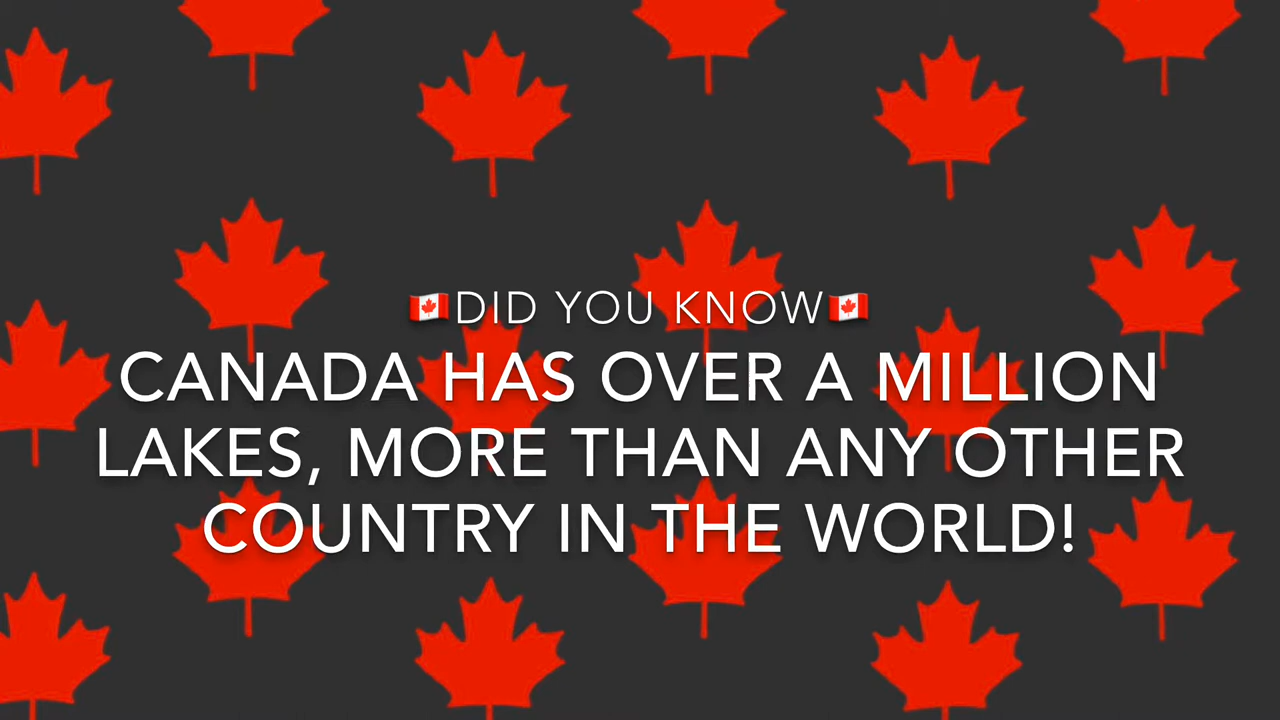 🇨🇦DID YOU KNOW🇨🇦
CANADA HAS OVER A MILLION
LAKES, MORE THAN ANY OTHER
COUNTRY IN THE WORLD!